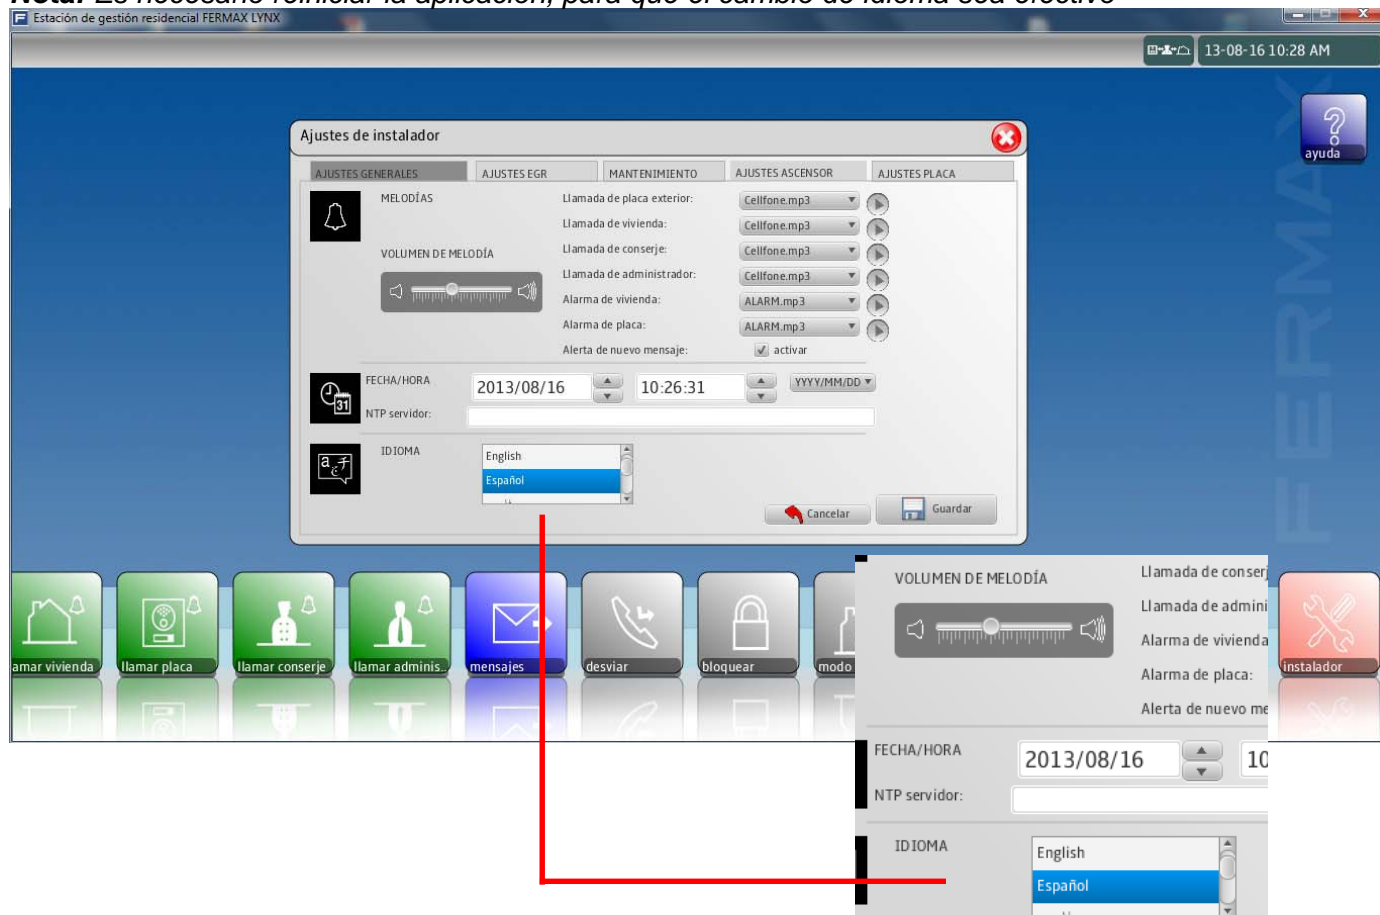 Nota: Es necesario reiniciar la aplicación, para que el cambio de idioma sea efectivo
Estación de gestión residencial FERMAX LYNX
13-08-16 10:28 AM
ayuda
FERMAX
Ajustes de instalador
AJUSTES GENERALES AJUSTES EGR MANTENIMIENTO AJUSTES ASCENSOR AJUSTES PLACA
MELODÍAS Llamada de placa exterior: Cellfone.mp3
Llamada de vivienda: Cellfone.mp3
VOLUMEN DE MELODÍA Llamada de conserje: Cellfone.mp3
Llamada de administrador: Cellfone.mp3
Alarma de vivienda: ALARM.mp3
Alarma de placa: ALARM.mp3
Alerta de nuevo mensaje: activar
FECHA/HORA 2013/08/16 10:26:31 YYYY/MM/DD
31
NTP servidor:
IDIOMA English
Español
Cancelar Guardar
amar vivienda llamar placa llamar conserje llamar adminis.. mensajes desviar bloquear modo instalador
VOLUMEN DE MELODÍA Llamada de conserj
Llamada de admini
Alarma de vivienda
Alarma de placa:
Alerta de nuevo me
FECHA/HORA 2013/08/16 10
NTP servidor:
IDIOMA English
Español